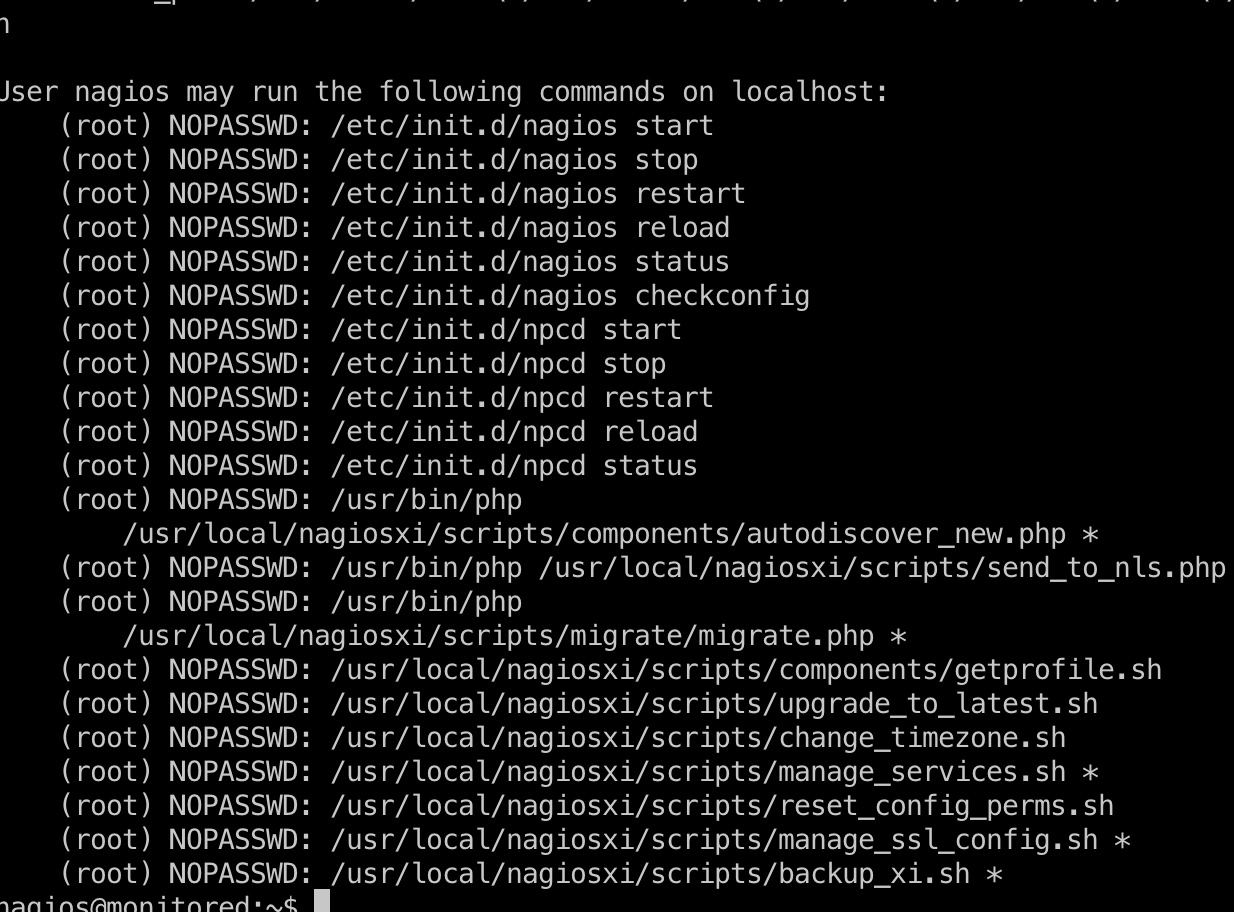 h
User nagios may run the following commands on localhost:
    (root) NOPASSWD: /etc/init.d/nagios start
    (root) NOPASSWD: /etc/init.d/nagios stop
    (root) NOPASSWD: /etc/init.d/nagios restart
    (root) NOPASSWD: /etc/init.d/nagios reload
    (root) NOPASSWD: /etc/init.d/nagios status
    (root) NOPASSWD: /etc/init.d/nagios checkconfig
    (root) NOPASSWD: /etc/init.d/npcd start
    (root) NOPASSWD: /etc/init.d/npcd stop
    (root) NOPASSWD: /etc/init.d/npcd restart
    (root) NOPASSWD: /etc/init.d/npcd reload
    (root) NOPASSWD: /etc/init.d/npcd status
    (root) NOPASSWD: /usr/bin/php
        /usr/local/nagiosxi/scripts/components/autodiscover_new.php *
    (root) NOPASSWD: /usr/bin/php /usr/local/nagiosxi/scripts/send_to_nls.php
    (root) NOPASSWD: /usr/bin/php
        /usr/local/nagiosxi/scripts/migrate/migrate.php *
    (root) NOPASSWD: /usr/local/nagiosxi/scripts/components/getprofile.sh
    (root) NOPASSWD: /usr/local/nagiosxi/scripts/upgrade_to_latest.sh
    (root) NOPASSWD: /usr/local/nagiosxi/scripts/change_timezone.sh
    (root) NOPASSWD: /usr/local/nagiosxi/scripts/manage_services.sh *
    (root) NOPASSWD: /usr/local/nagiosxi/scripts/reset_config_perms.sh
    (root) NOPASSWD: /usr/local/nagiosxi/scripts/manage_ssl_config.sh *
    (root) NOPASSWD: /usr/local/nagiosxi/scripts/backup_xi.sh *
nagios@monitored:~$